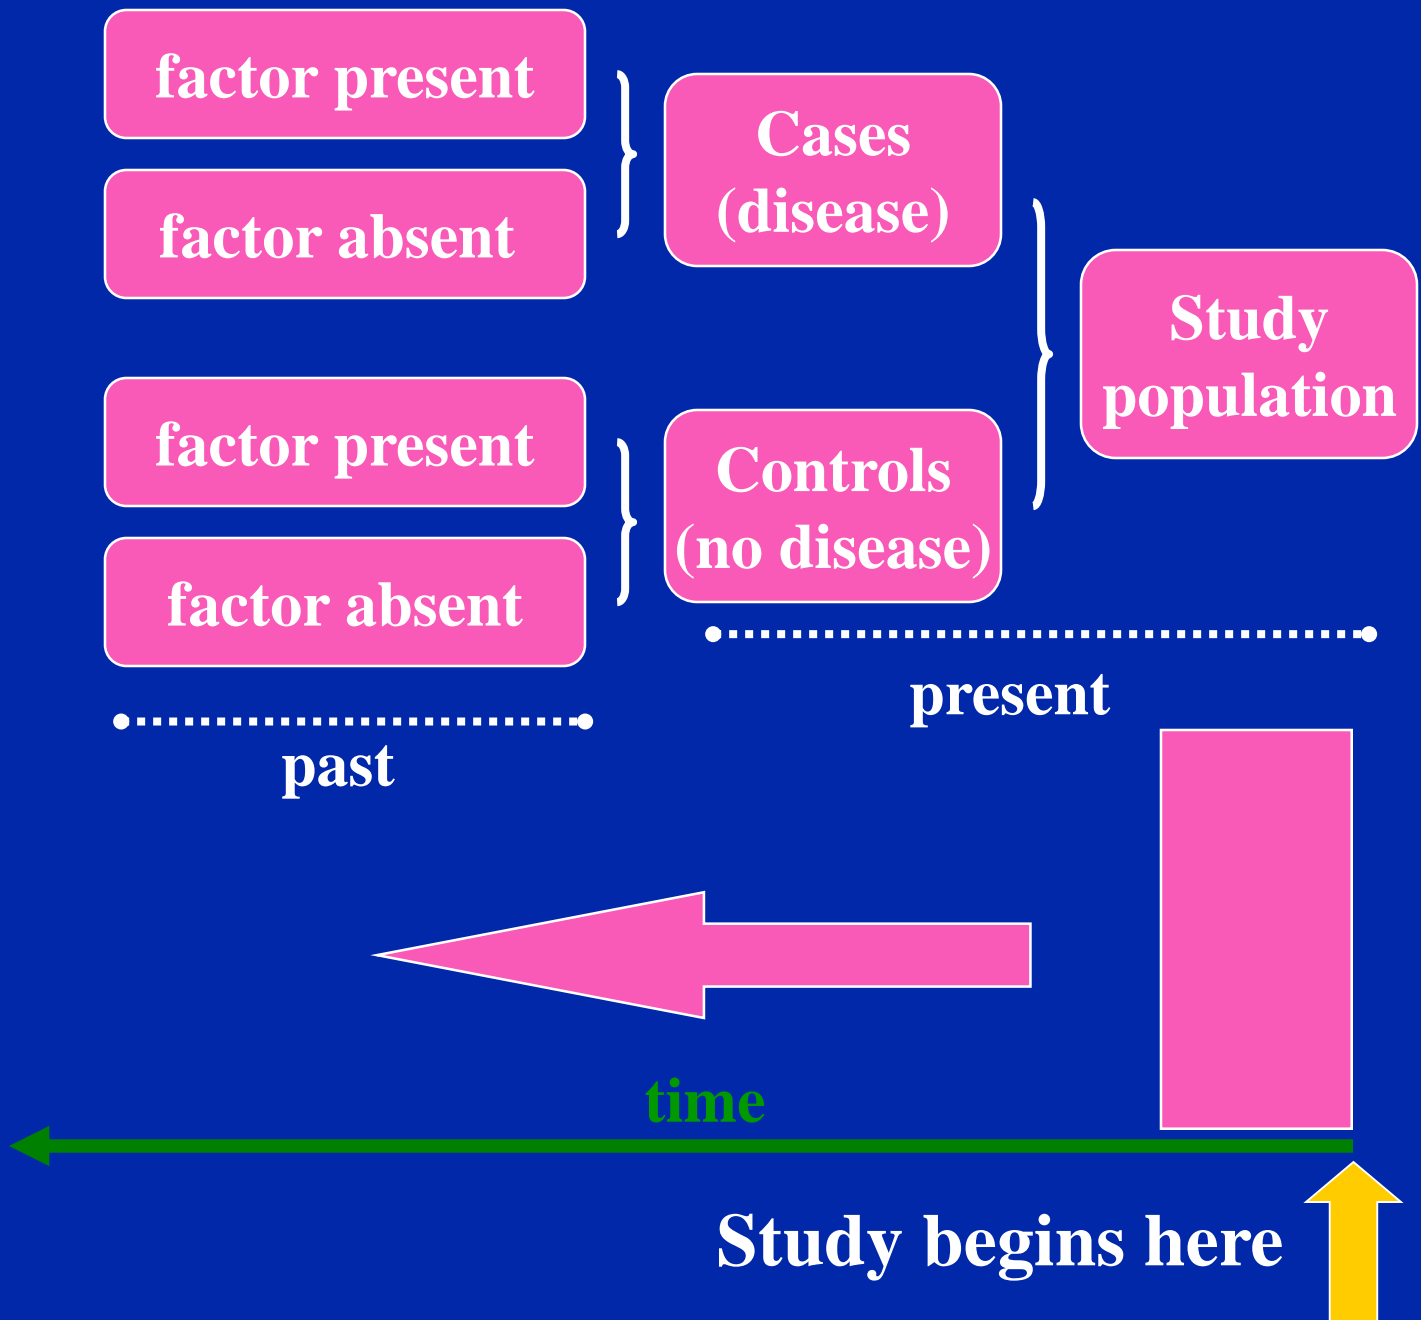 factor present
factor absent
Cases
(disease)
Study
population
factor present
factor absent
Controls
(no disease)
present
past
time
Study begins here